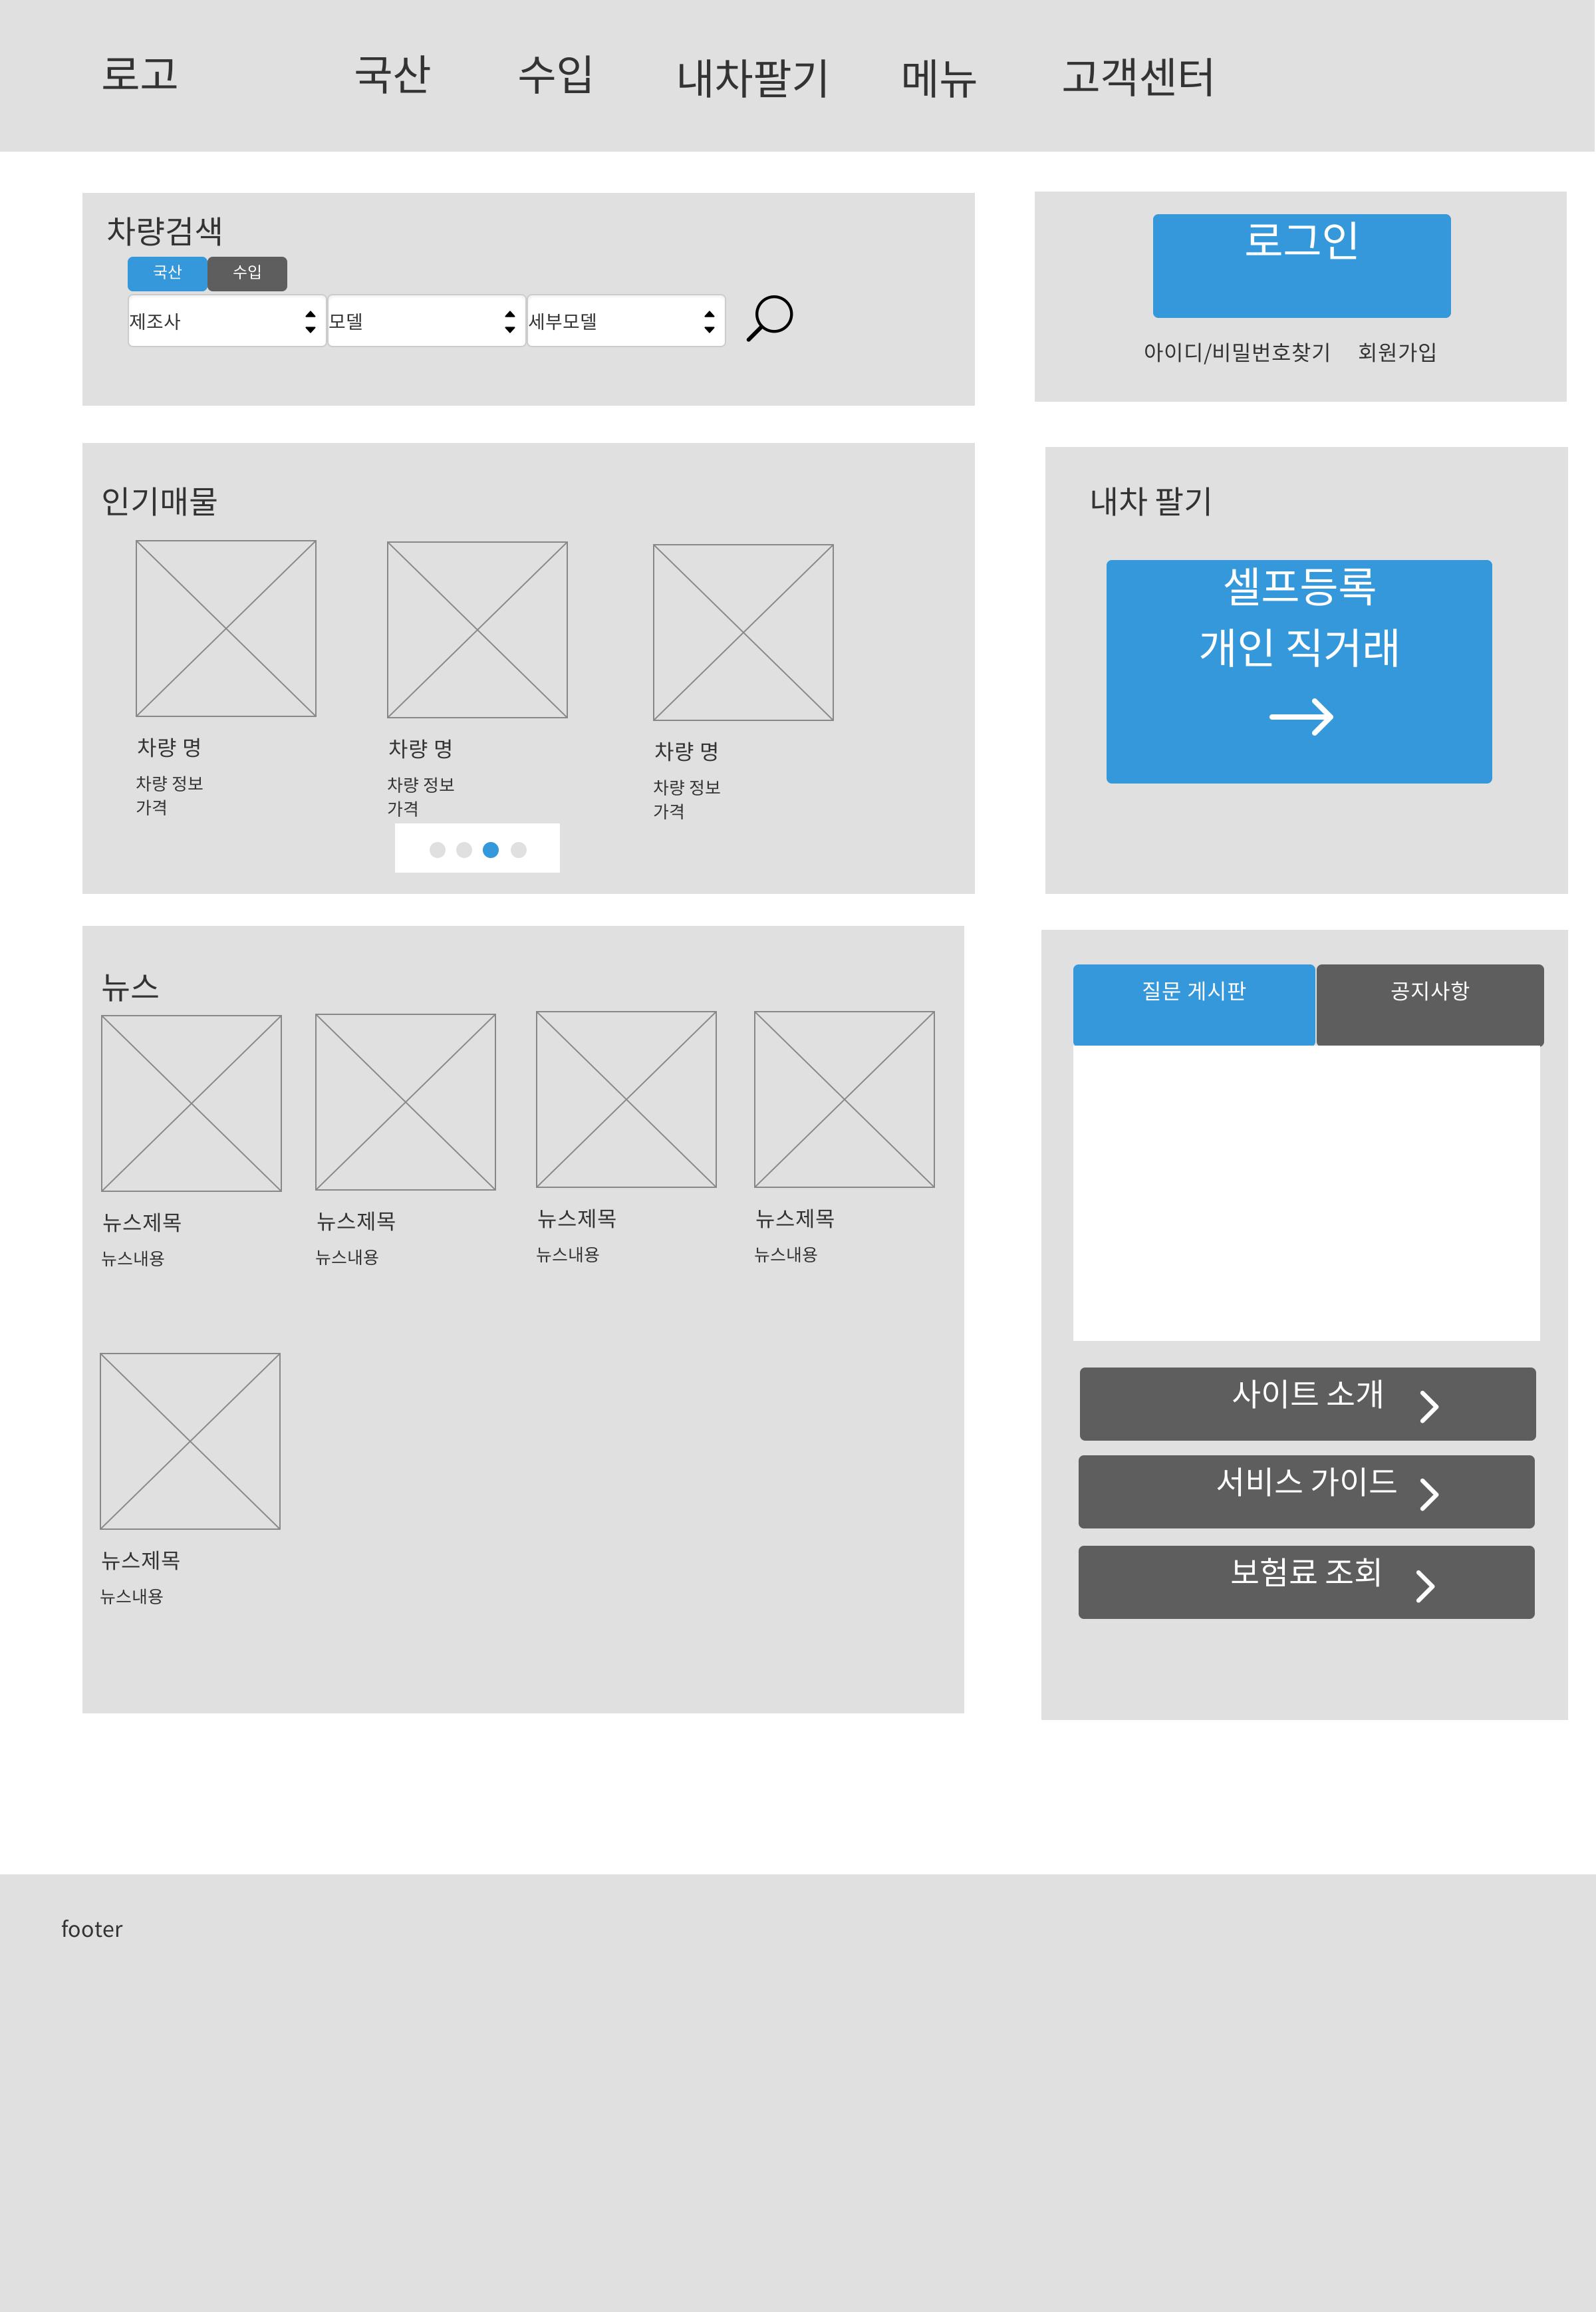 로고
국산
수입
내차팔기
메뉴
고객센터
차량검색
국산
수입
제조사
모델
세부모델
로그인
아이디/비밀번호찾기
회원가입
인기매물
차량 명
차량 정보
가격
차량 명
차량 정보
가격
차량 명
차량 정보
가격
내차 팔기
셀프등록
개인 직거래
뉴스
뉴스제목
뉴스내용
뉴스제목
뉴스내용
뉴스제목
뉴스내용
뉴스제목
뉴스내용
뉴스제목
뉴스내용
질문 게시판
공지사항
사이트 소개
서비스 가이드
보험료 조회
footer